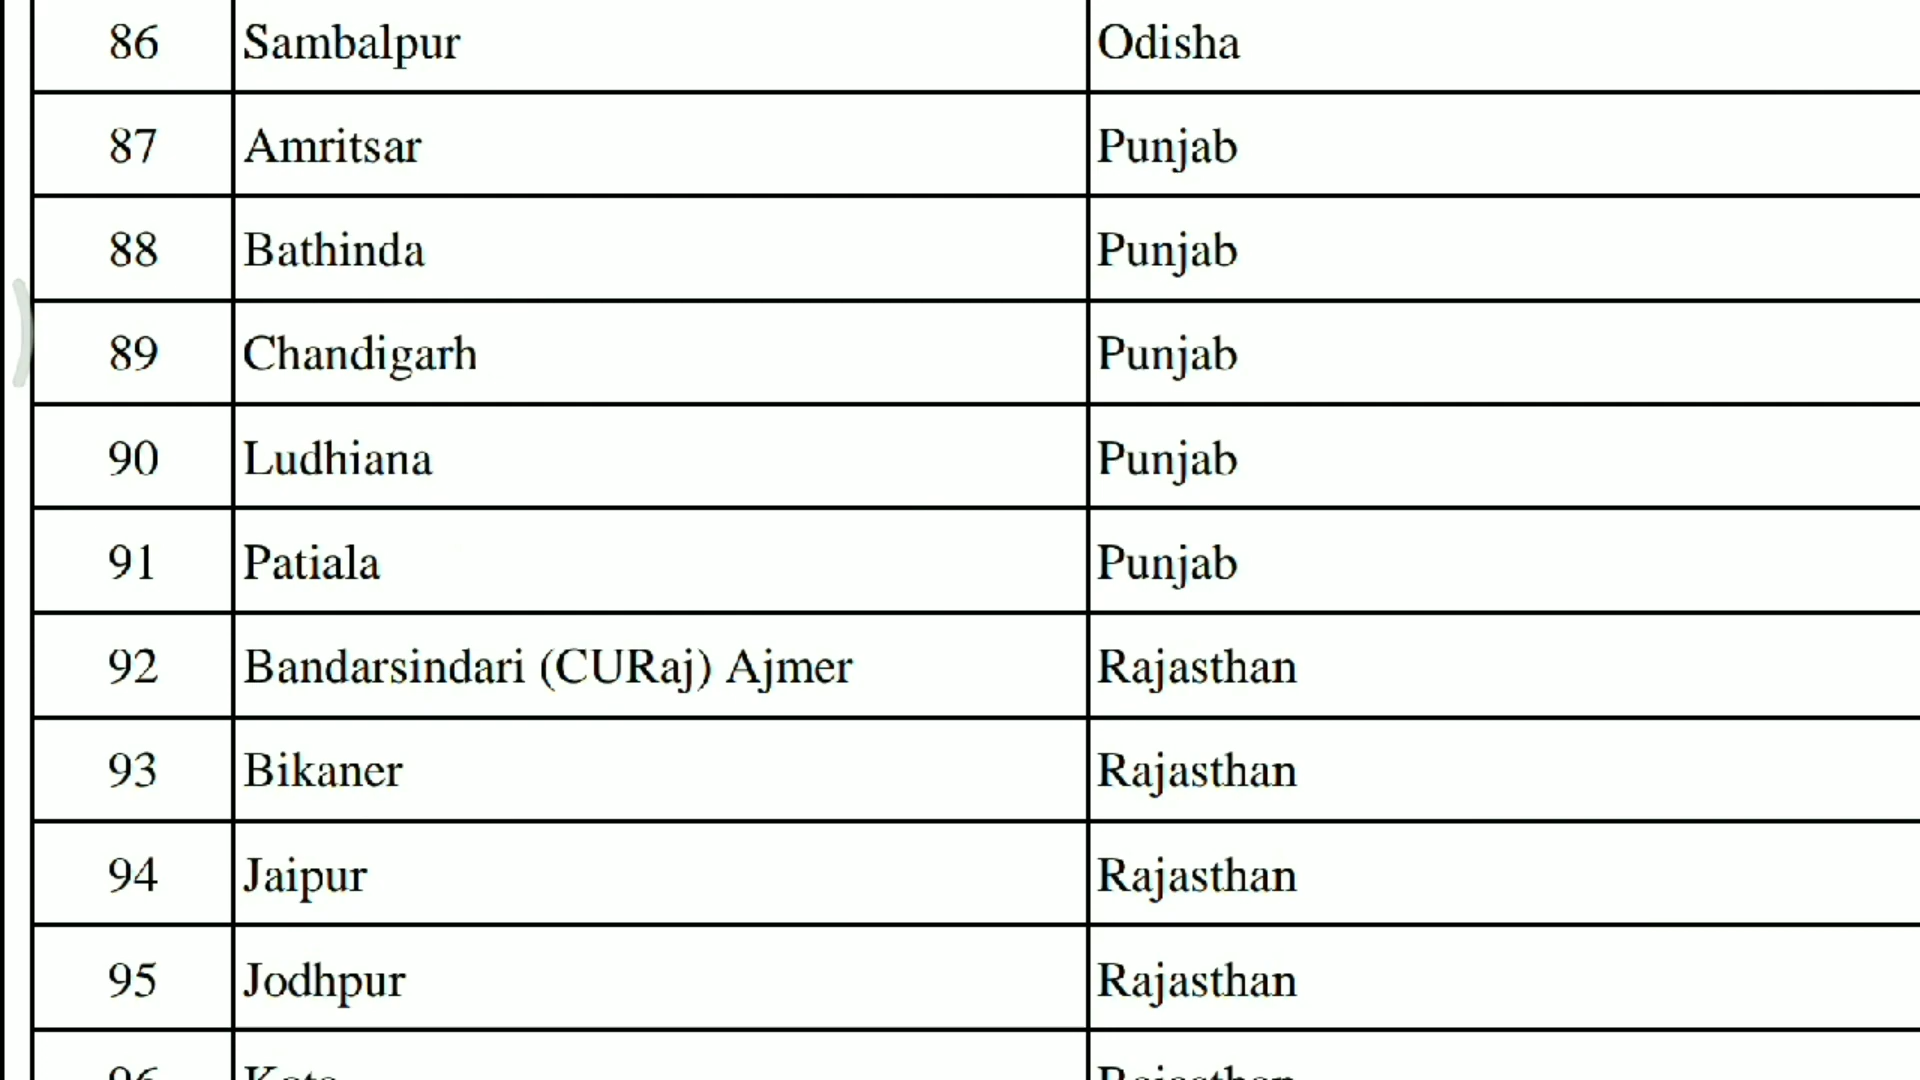 86 Sambalpur Odisha
87 Amritsar Punjab
88 Bathinda Punjab
89 Chandigarh Punjab
90 Ludhiana Punjab
91 Patiala Punjab
92 Bandarsindari (CURaj) Ajmer Rajasthan
93 Bikaner Rajasthan
94 Jaipur Rajasthan
95 Jodhpur Rajasthan
96 Kota Rajasthan